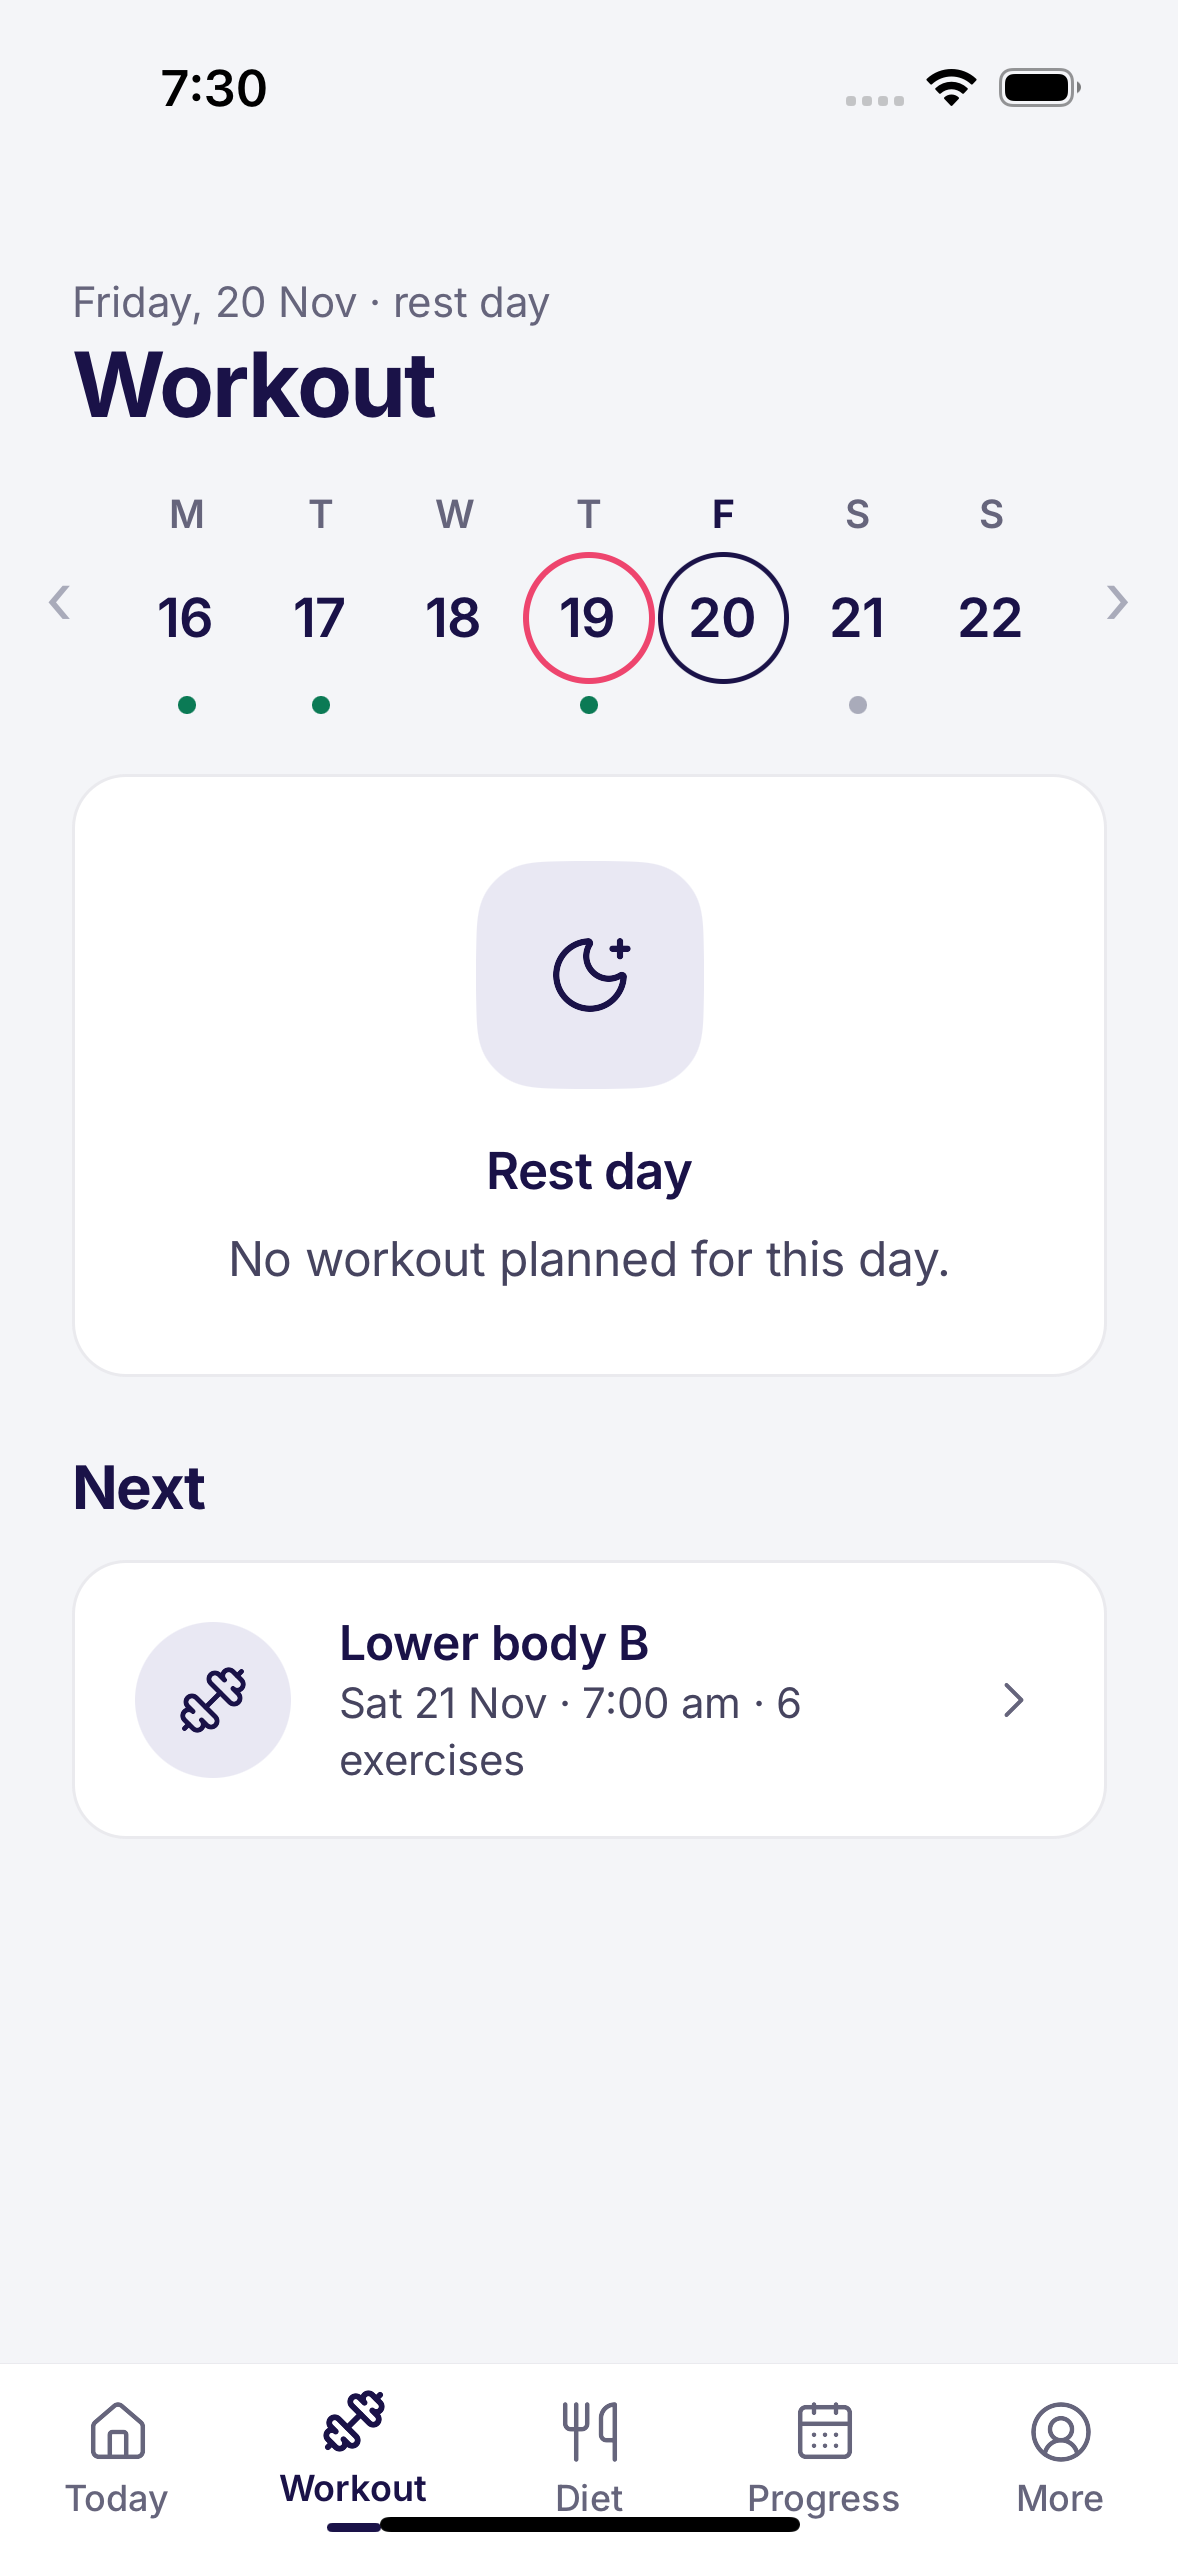 7:30
Friday, 20 Nov · rest day
Workout
M T W T F S S
16 17 18 19 20 21 22
Rest day
No workout planned for this day.
Next
Lower body B
Sat 21 Nov · 7:00 am · 6
exercises
Today Workout Diet Progress More